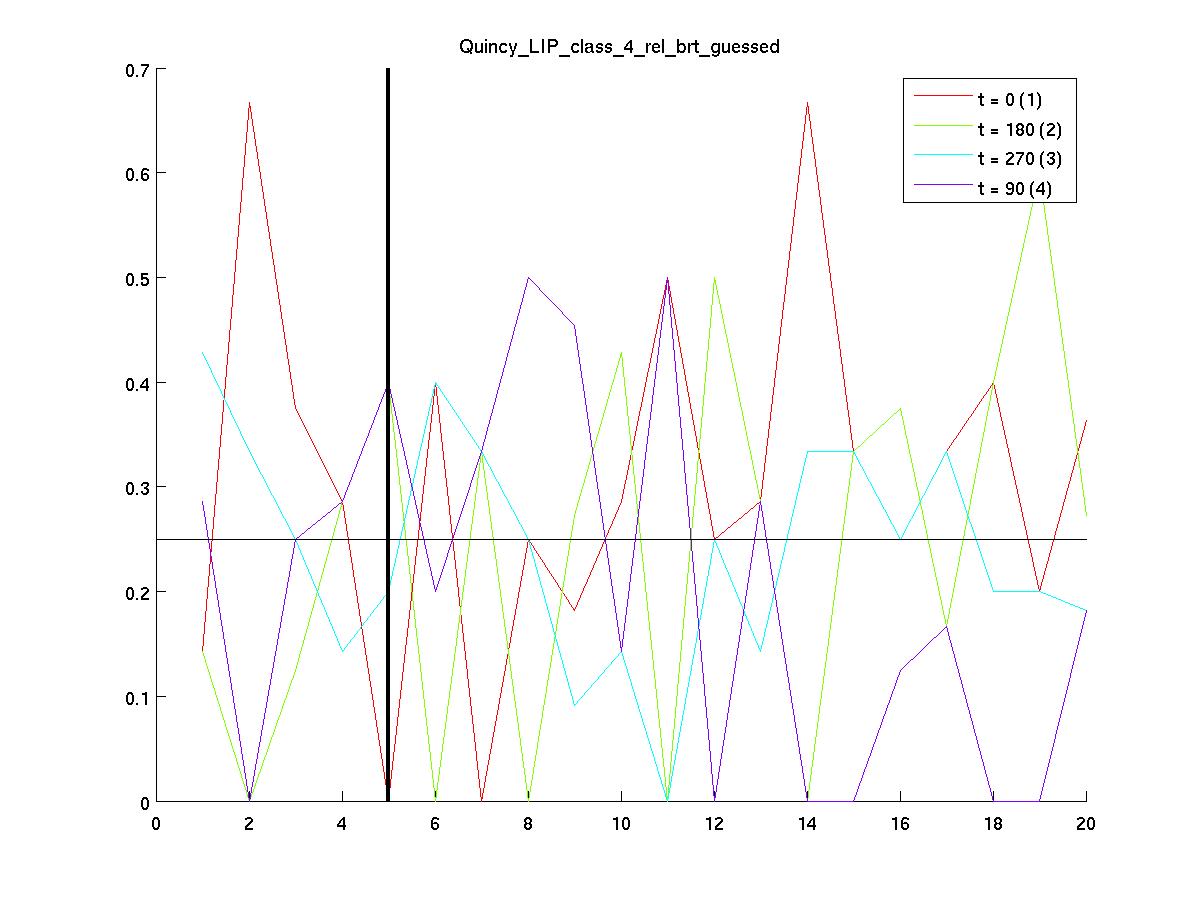 Quincy_LIP_class_4_rel_brt_guessed
0.7
0.6
0.5
0.4
0.3
0.2
0.1
0
t = 0 (1)
t = 180 (2)
t = 270 (3)
t = 90 (4)
0 2 4 6 8 10 12 14 16 18 20